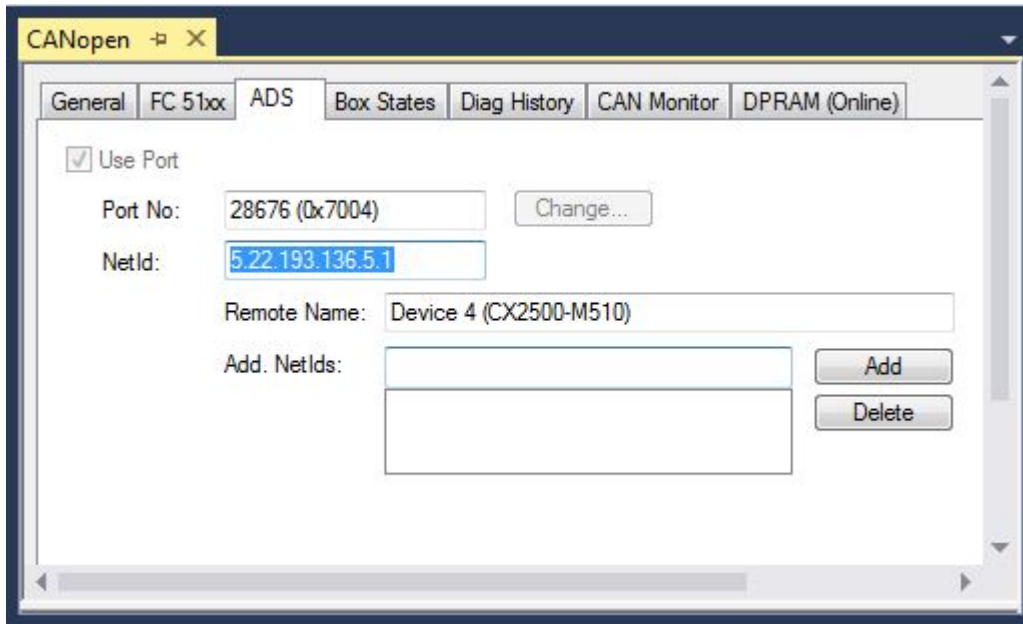 CANopen
General FC 51xx ADS Box States Diag History CAN Monitor DPRAM (Online)
Use Port
Port No: 28676 (0x7004) Change...
NetId: 5.22.193.136.5.1
Remote Name: Device 4 (CX2500-M510)
Add. NetIds: Add
Delete